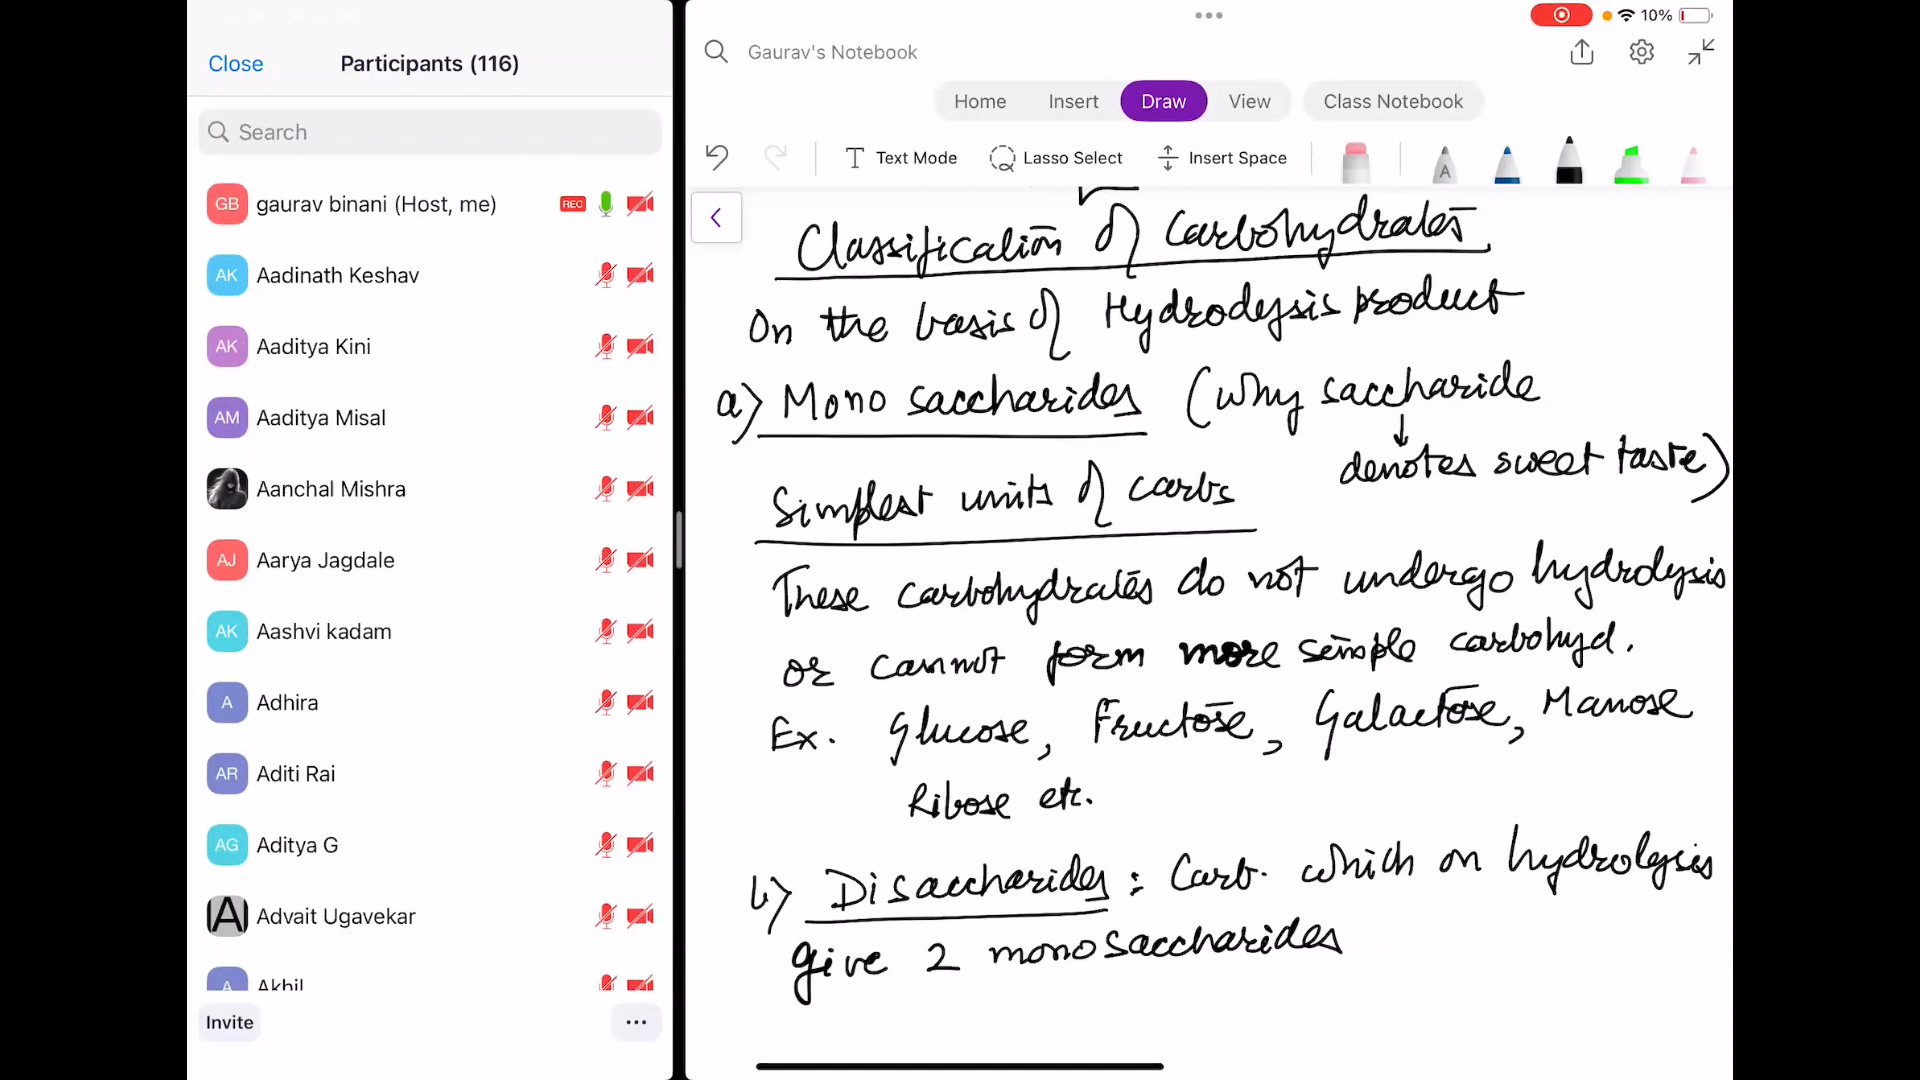 Close
Participants (116)
Search
GB gaurav binani (Host, me) REC
AK Aadinath Keshav
AK Aaditya Kini
AM Aaditya Misal
Aanchal Mishra
AJ Aarya Jagdale
AK Aashvi kadam
A Adhira
AR Aditi Rai
AG Aditya G
A Advait Ugavekar
A Akhil
Invite
10%
Gaurav's Notebook
Home Insert Draw View Class Notebook
Text Mode Lasso Select Insert Space
Classification of Carbohydrates
On the basis of Hydrodysis product
a) Mono saccharides (Why saccharide
denotes sweet taste)
Simplest units of carbs
These carbohydrates do not undergo hydrolysis
or cannot form more simple carbohyd.
Ex. Glucose, Fructose, Galactose, Manose
Ribose etc.
b) Disaccharides : Carb. which on hydrolysis
give 2 monosaccharides